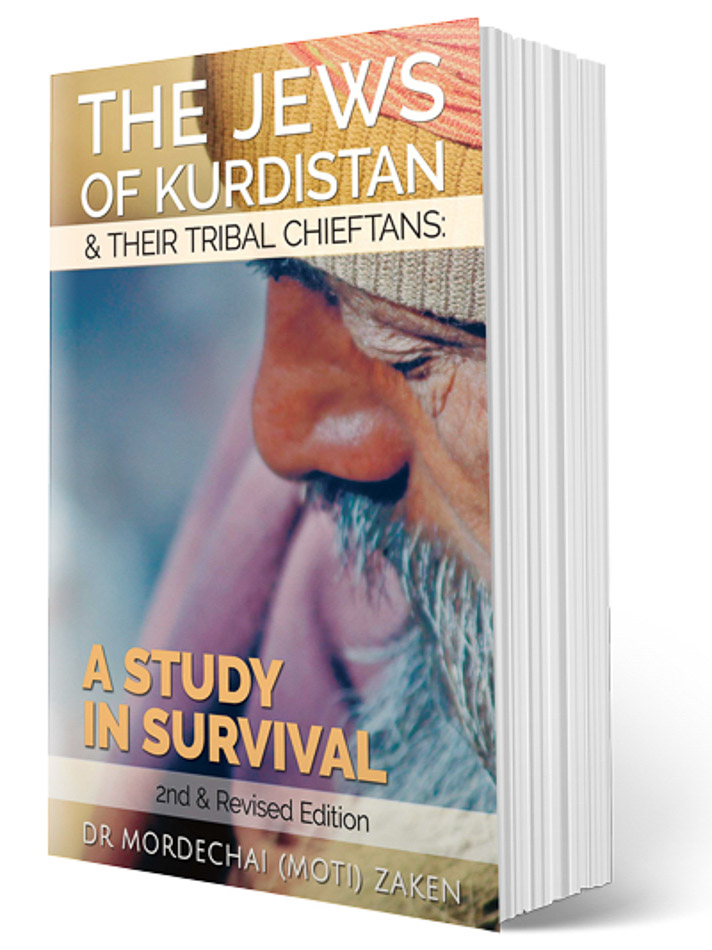 THE JEWS
OF KURDISTAN
& THEIR TRIBAL CHIEFTANS:
A STUDY
IN SURVIVAL
2nd & Revised Edition
DR MORDECHAI (MOTI) ZAKEN